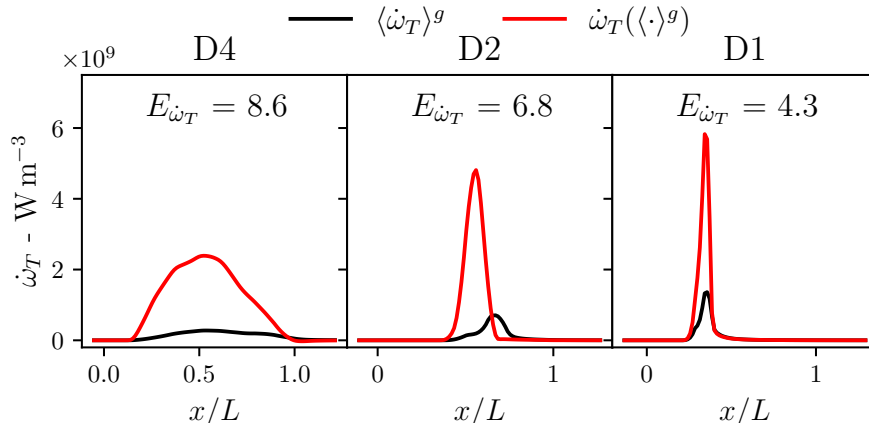 ⟨ω̇_T⟩^g ω̇_T(⟨·⟩^g)
D4 D2 D1
×10^9
E_ω̇_T = 8.6 E_ω̇_T = 6.8 E_ω̇_T = 4.3
6
4
2
0
ω̇_T - W m^−3
0.0 0.5 1.0 0 1 0 1
x/L x/L x/L